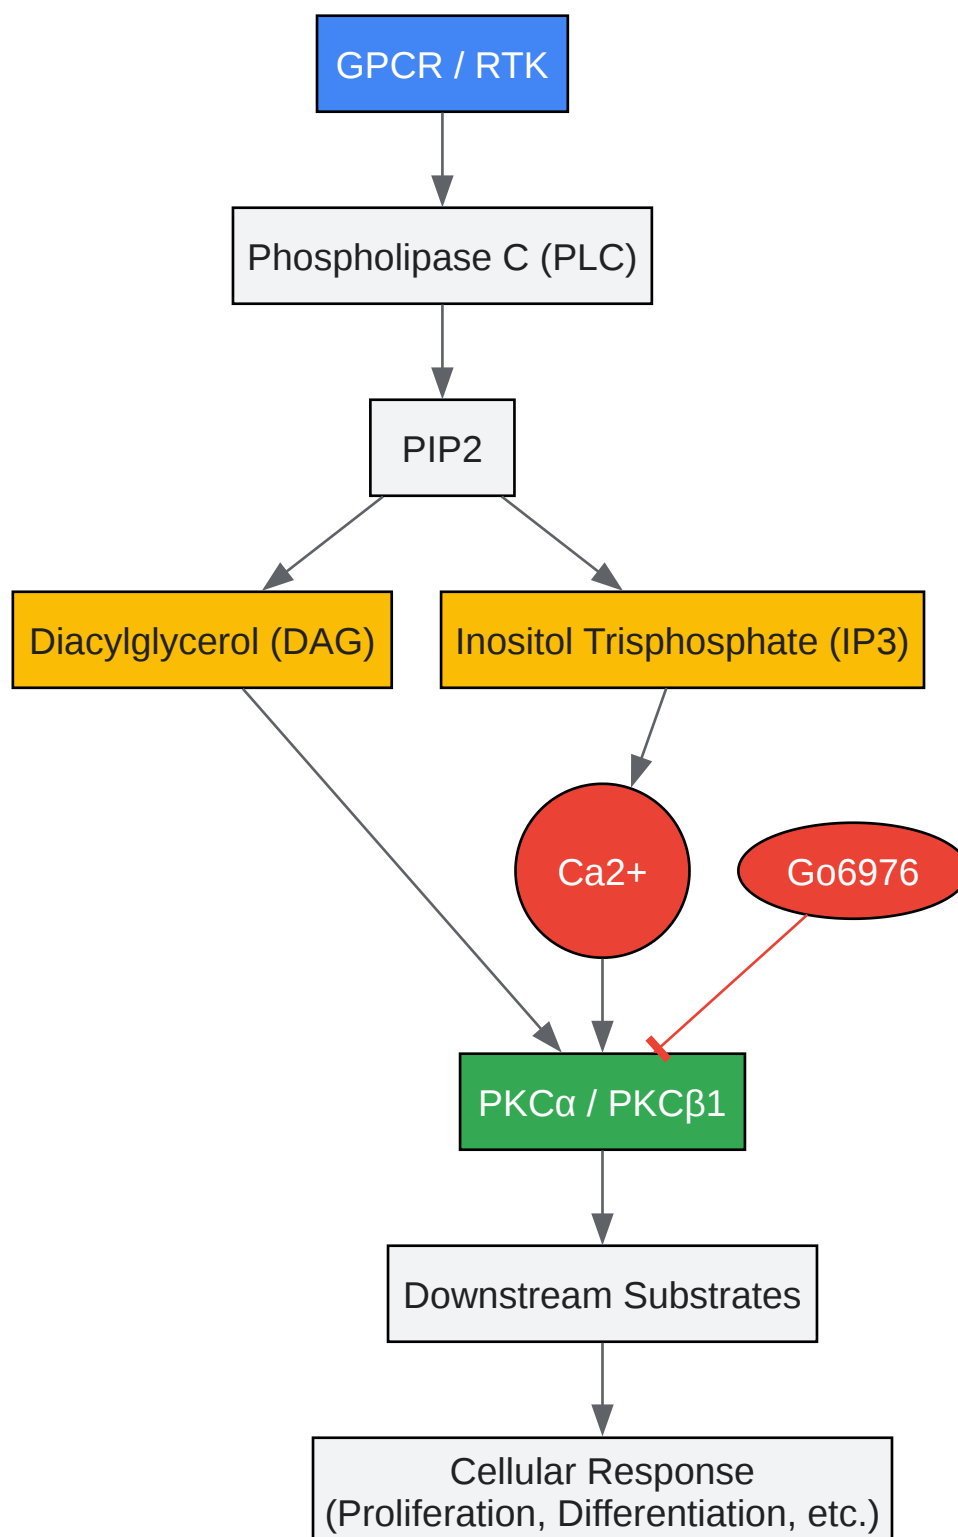 GPCR / RTK
Phospholipase C (PLC)
PIP2
Diacylglycerol (DAG)
Inositol Trisphosphate (IP3)
Ca2+
Go6976
PKCα / PKCβ1
Downstream Substrates
Cellular Response
(Proliferation, Differentiation, etc.)